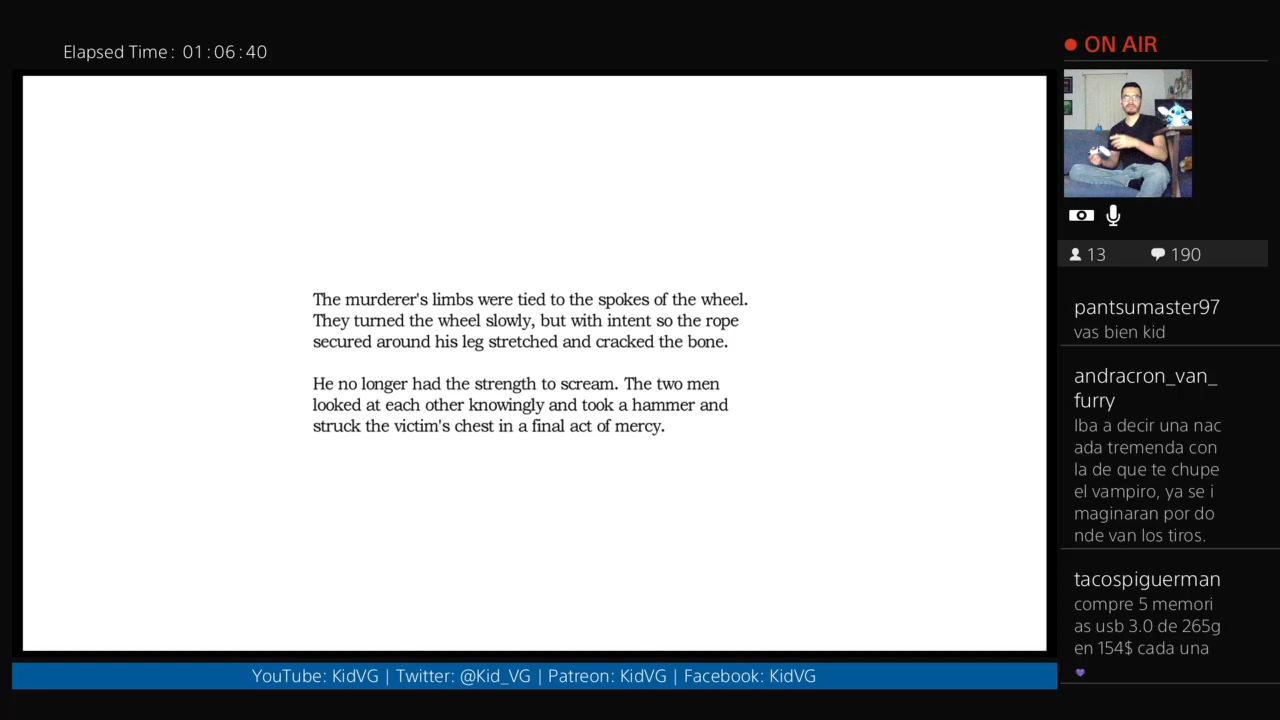 Elapsed Time: 01:06:40
ON AIR
The murderer's limbs were tied to the spokes of the wheel.
They turned the wheel slowly, but with intent so the rope
secured around his leg stretched and cracked the bone.
He no longer had the strength to scream. The two men
looked at each other knowingly and took a hammer and
struck the victim's chest in a final act of mercy.
13 190
pantsumaster97
vas bien kid
andracron_van_
furry
Iba a decir una nac
ada tremenda con
la de que te chupe
el vampiro, ya se i
maginaran por do
nde van los tiros.
tacospiguerman
compre 5 memori
as usb 3.0 de 265g
en 154$ cada una
YouTube: KidVG | Twitter: @Kid_VG | Patreon: KidVG | Facebook: KidVG